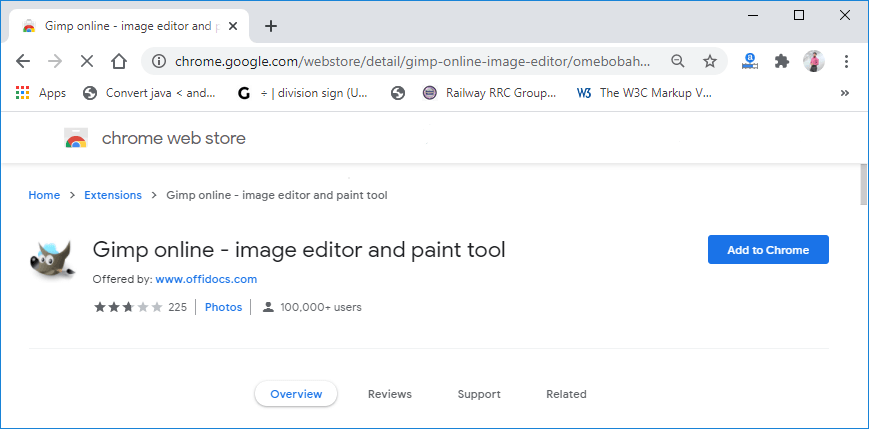 Gimp online - image editor and p
chrome.google.com/webstore/detail/gimp-online-image-editor/omebobah...
Apps Convert java < and... G ÷ | division sign (U... Railway RRC Group... W3 The W3C Markup V... »
chrome web store
Home > Extensions > Gimp online - image editor and paint tool
Gimp online - image editor and paint tool
Add to Chrome
Offered by: www.offidocs.com
225 | Photos | 100,000+ users
Overview Reviews Support Related